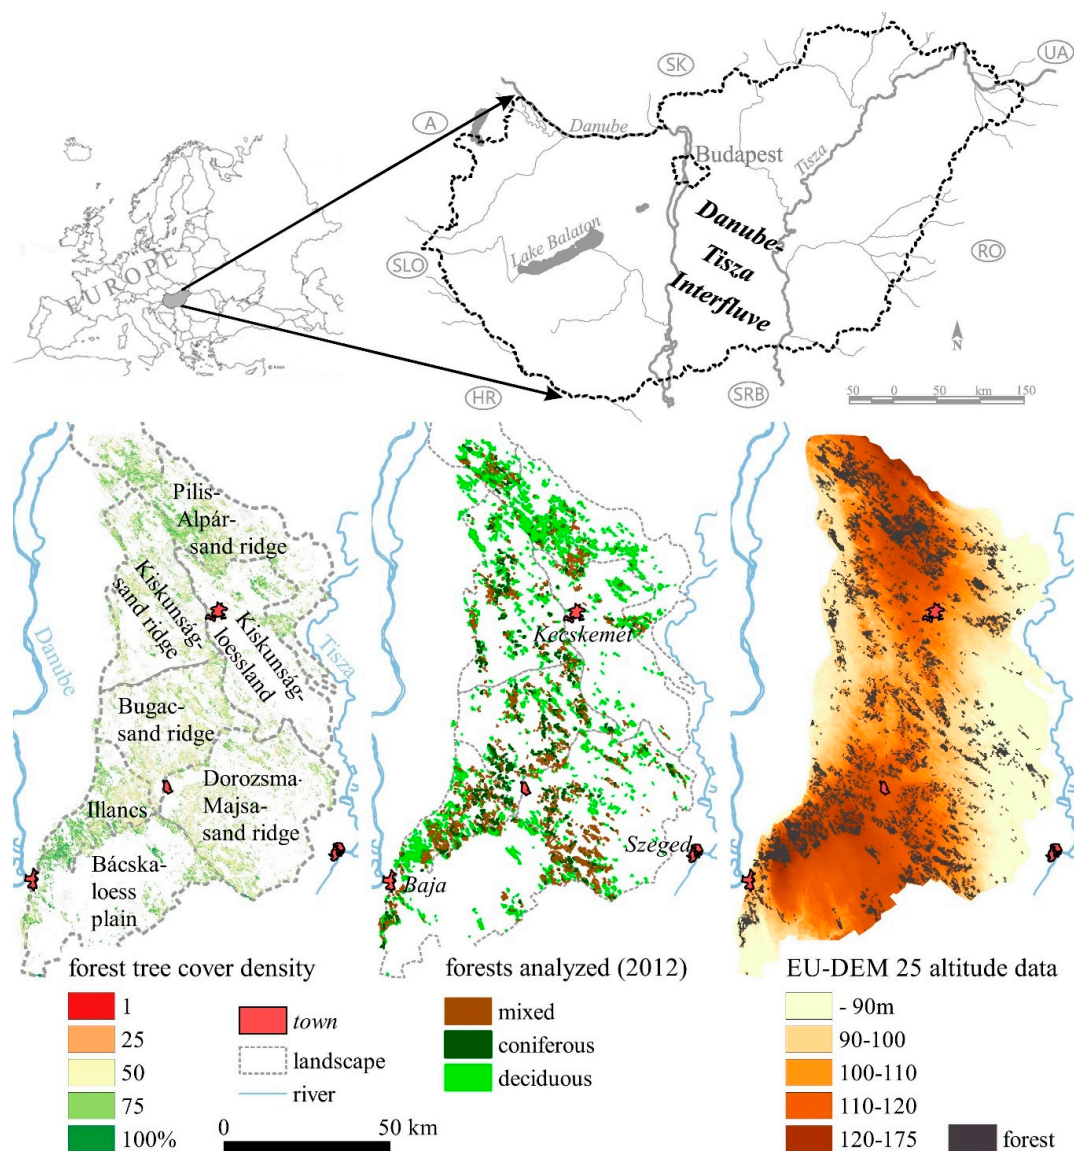 SK
UA
A
Danube
Budapest
Tisza
EUROPE
Danube-
Tisza
Interfluve
Lake Balaton
SLO
RO
N
HR
SRB
50 0 50 km 150
Pilis-
Alpár-
sand ridge
Kiskunság-
sand ridge
Kiskunság-
loessland
Danube
Tisza
Bugac-
sand ridge
Illancs
Dorozsma-
Majsa-
sand ridge
Bácska-
loess
plain
Kecskemét
Szeged
Baja
forest tree cover density
1
25
50
75
100%
town
landscape
river
0 50 km
forests analyzed (2012)
mixed
coniferous
deciduous
EU-DEM 25 altitude data
- 90m
90-100
100-110
110-120
120-175
forest